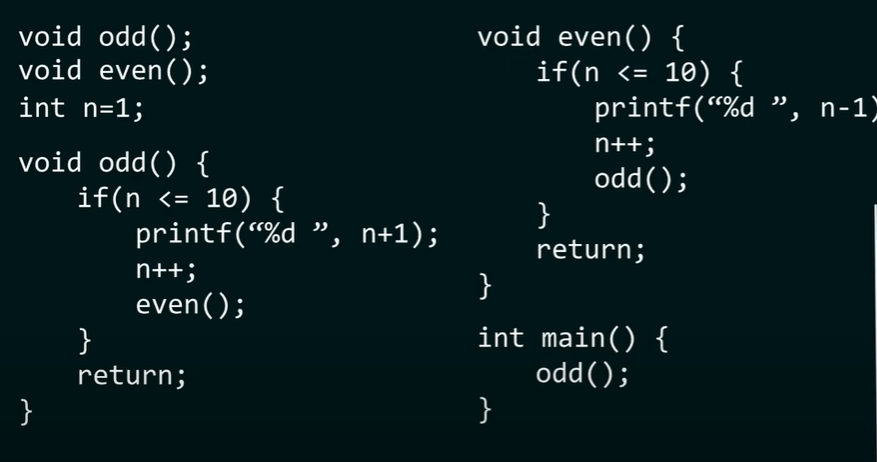 void odd();
void even();
int n=1;
void odd() {
if(n <= 10) {
printf(“%d ”, n+1);
n++;
even();
}
return;
}
void even() {
if(n <= 10) {
printf(“%d ”, n-1)
n++;
odd();
}
return;
}
int main() {
odd();
}